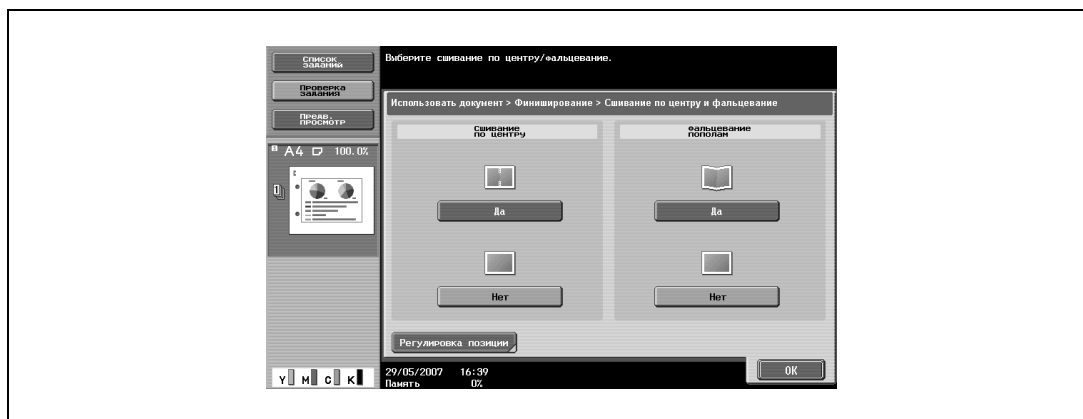 Список
заданий
Проверка
задания
Предв.
просмотр
A4 100.0%
1
Y M C K
Выберите сшивание по центру/фальцевание.
Использовать документ > Финиширование > Сшивание по центру и фальцевание
Сшивание
по центру
Да
Нет
Фальцевание
пополам
Да
Нет
Регулировка позиции
29/05/2007 16:39
Память 0%
OK